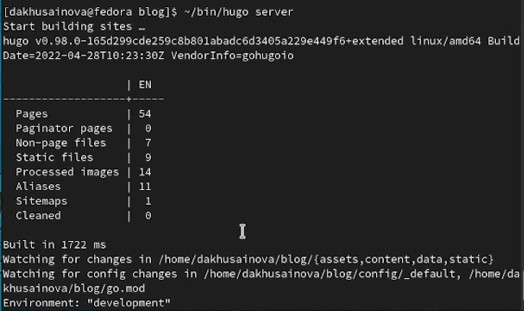 [dakhusainova@fedora blog]$ ~/bin/hugo server
Start building sites …
hugo v0.98.0-165d299cde259c8b801abadc6d3405a229e449f6+extended linux/amd64 Build
Date=2022-04-28T10:23:30Z VendorInfo=gohugoio
| EN
-------------------+-----
Pages | 54
Paginator pages | 0
Non-page files | 7
Static files | 9
Processed images | 14
Aliases | 11
Sitemaps | 1
Cleaned | 0
Built in 1722 ms
Watching for changes in /home/dakhusainova/blog/{assets,content,data,static}
Watching for config changes in /home/dakhusainova/blog/config/_default, /home/da
khusainova/blog/go.mod
Environment: "development"